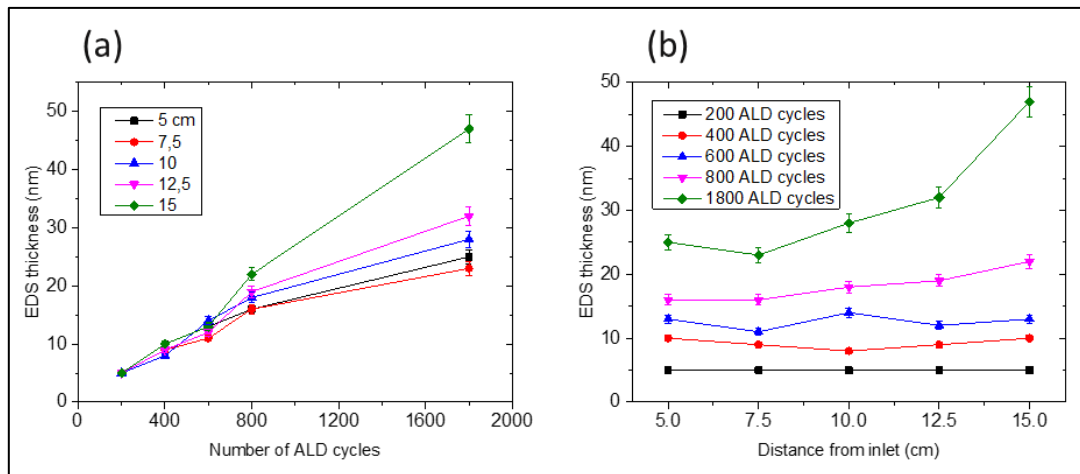 (a)
50
40
30
20
10
0
EDS thickness (nm)
5 cm
7,5
10
12,5
15
0 400 800 1200 1600 2000
Number of ALD cycles
(b)
50
40
30
20
10
0
EDS thickness (nm)
200 ALD cycles
400 ALD cycles
600 ALD cycles
800 ALD cycles
1800 ALD cycles
5.0 7.5 10.0 12.5 15.0
Distance from inlet (cm)